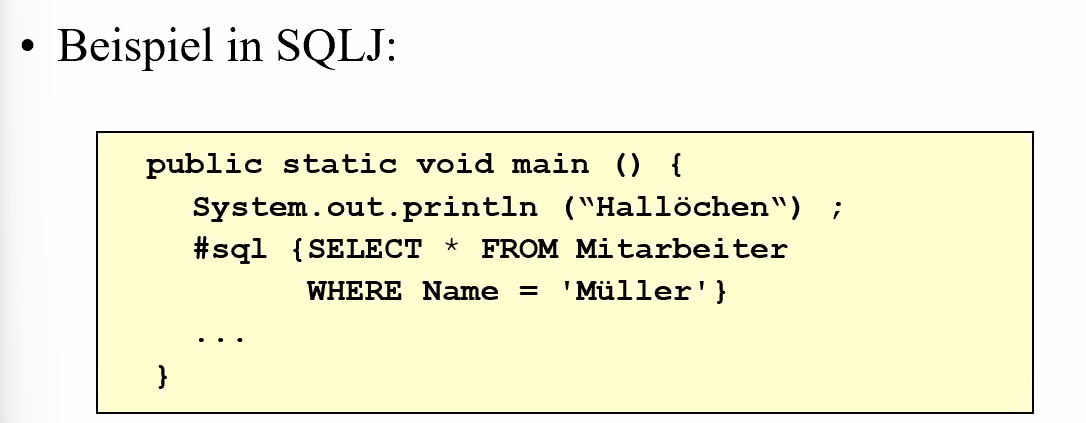 • Beispiel in SQLJ:
public static void main () {
System.out.println (‟Hallöchen‟) ;
#sql {SELECT * FROM Mitarbeiter
WHERE Name = 'Müller'}
...
}